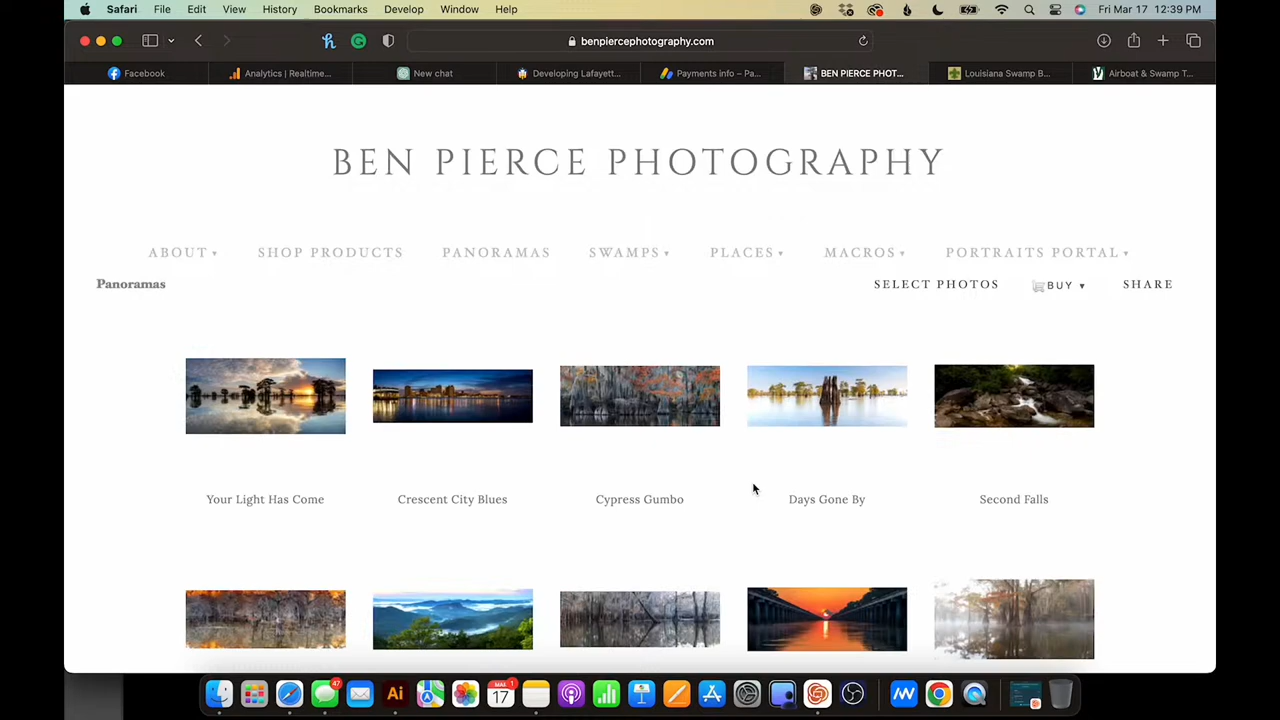 Safari File Edit View History Bookmarks Develop Window Help Fri Mar 17 12:39 PM
benpiercephotography.com
Facebook Analytics | Realtime... New chat Developing Lafayett... Payments info – Pa... BEN PIERCE PHOT... Louisiana Swamp B... Airboat & Swamp T...
BEN PIERCE PHOTOGRAPHY
ABOUT ▾ SHOP PRODUCTS PANORAMAS SWAMPS ▾ PLACES ▾ MACROS ▾ PORTRAITS PORTAL ▾
Panoramas SELECT PHOTOS BUY ▾ SHARE
Your Light Has Come Crescent City Blues Cypress Gumbo Days Gone By Second Falls
47 Ai MAR 17 1